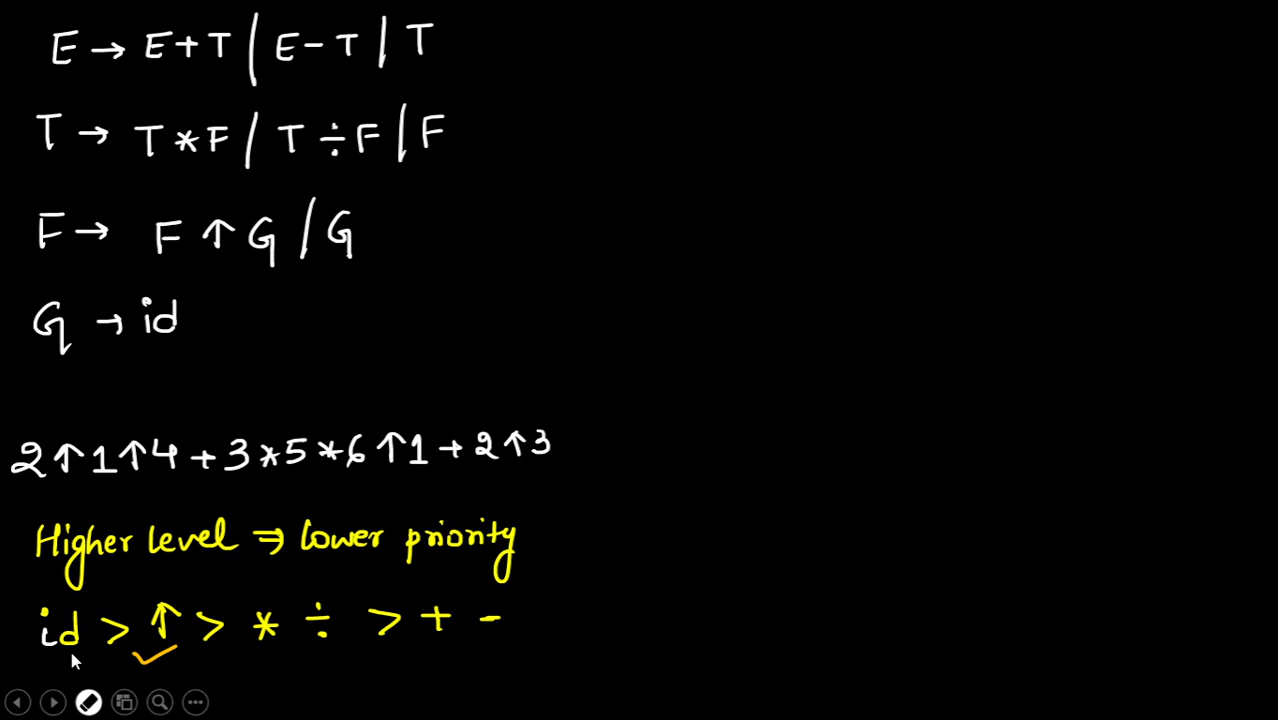 E → E+T | E-T | T
T → T*F | T÷F | F
F → F↑G | G
G → id
2↑1↑4+3*5*6↑1+2↑3
Higher level ⇒ lower priority
id > ↑ > * ÷ > + -